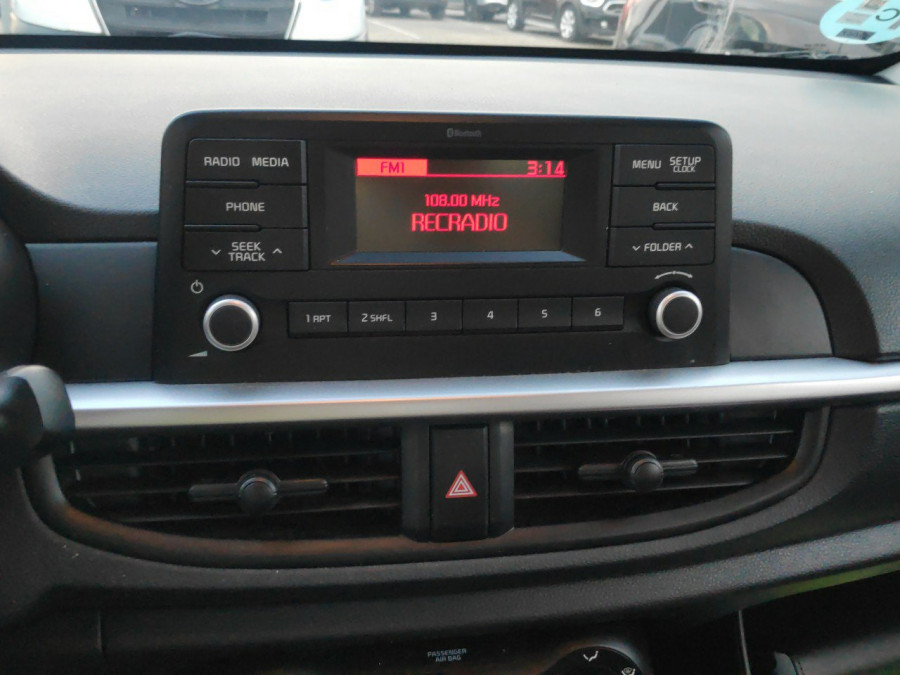 Bluetooth
RADIO MEDIA
PHONE
SEEK
TRACK
FM1 3:14
108.00 MHz
RECRADIO
MENU SETUP
CLOCK
BACK
FOLDER
1 RPT 2 SHFL 3 4 5 6
PASSENGER
AIR BAG